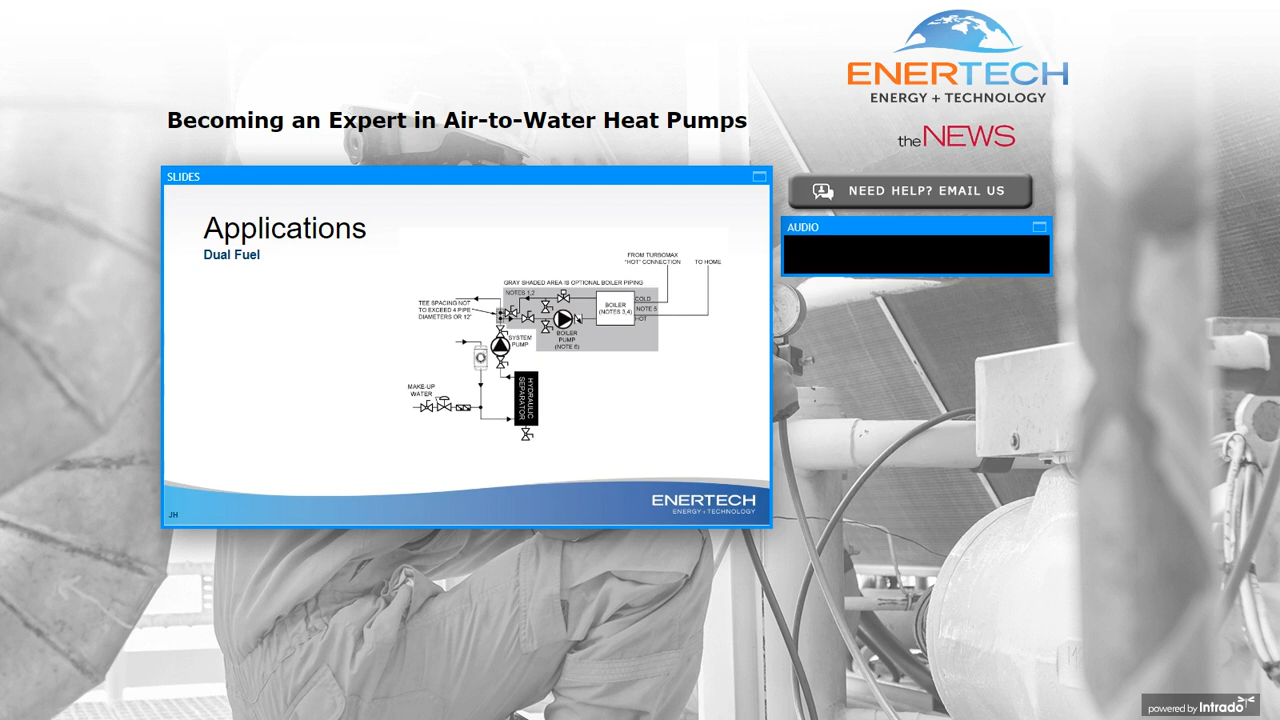 ENERTECH
ENERGY + TECHNOLOGY
Becoming an Expert in Air-to-Water Heat Pumps
the NEWS
SLIDES
NEED HELP? EMAIL US
AUDIO
Applications
Dual Fuel
FROM TURBOMAX
"HOT" CONNECTION
TO HOME
GRAY SHADED AREA IS OPTIONAL BOILER PIPING
NOTES 1,2
TEE SPACING NOT
TO EXCEED 4 PIPE
DIAMETERS OR 12"
BOILER
(NOTES 3,4)
COLD
NOTE 5
HOT
SYSTEM
PUMP
BOILER
PUMP
(NOTE 6)
MAKE-UP
WATER
HYDRAULIC
SEPARATOR
ENERTECH
ENERGY + TECHNOLOGY
JH
powered by Intrado